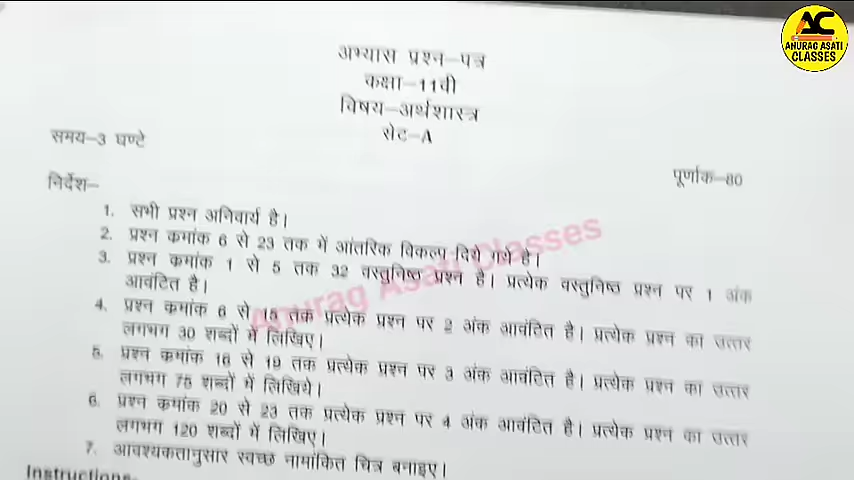 AC
ANURAG ASATI
CLASSES
अभ्यास प्रश्न–पत्र
कक्षा–11वी
विषय–अर्थशास्त्र
सेट–A
समय–3 घण्टे
पूर्णांक–80
निर्देश–
1. सभी प्रश्न अनिवार्य है।
2. प्रश्न कमांक 6 से 23 तक में आंतरिक विकल्प दिये गये है।
3. प्रश्न कमांक 1 से 5 तक 32 वस्तुनिष्ठ प्रश्न है। प्रत्येक वस्तुनिष्ठ प्रश्न पर 1 अंक
आवंटित है।
4. प्रश्न कमांक 6 से 15 तक प्रत्येक प्रश्न पर 2 अंक आवंटित है। प्रत्येक प्रश्न का उत्तर
लगभग 30 शब्दों में लिखिए।
5. प्रश्न कमांक 16 से 19 तक प्रत्येक प्रश्न पर 3 अंक आवंटित है। प्रत्येक प्रश्न का उत्तर
लगभग 75 शब्दों में लिखिये।
6. प्रश्न कमांक 20 से 23 तक प्रत्येक प्रश्न पर 4 अंक आवंटित है। प्रत्येक प्रश्न का उत्तर
लगभग 120 शब्दों में लिखिए।
7. आवश्यकतानुसार स्वच्छ नामांकित चित्र बनाइए।
Instructions-
Anurag Asati Classes